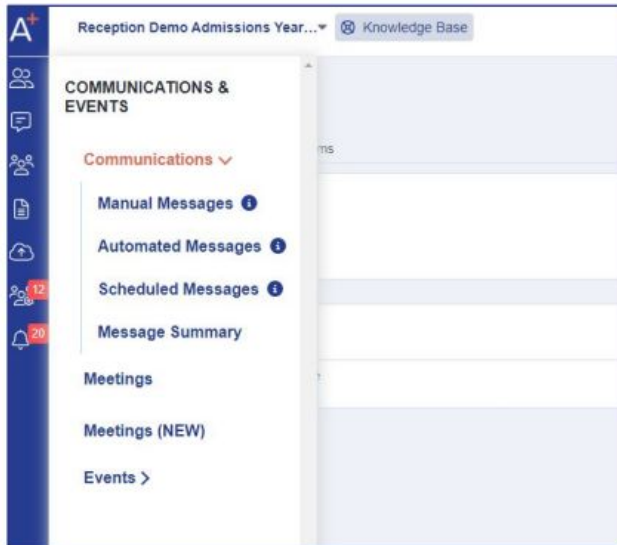 A+
Reception Demo Admissions Year...
Knowledge Base
COMMUNICATIONS &
EVENTS
Communications
Manual Messages
Automated Messages
Scheduled Messages
Message Summary
Meetings
Meetings (NEW)
Events
12
20